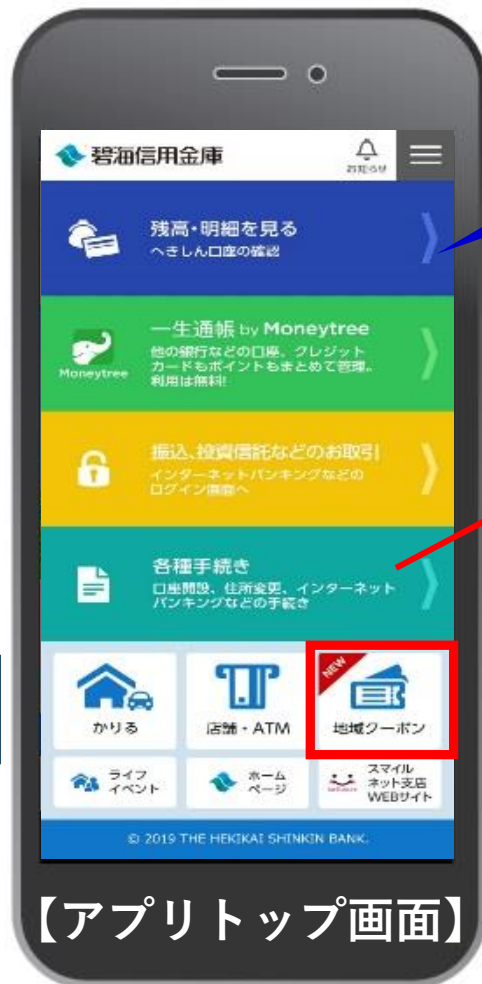 碧海信用金庫
お知らせ
残高・明細を見る
へきしん口座の確認
一生通帳 by Moneytree
他の銀行などの口座、クレジット
カードもポイントもまとめて管理。
利用は無料!
Moneytree
振込、投資信託などのお取引
インターネットバンキングなどの
ログイン画面へ
各種手続き
口座開設、住所変更、インターネット
バンキングなどの手続き
NEW
かりる
店舗・ATM
地域クーポン
ライフ
イベント
ホーム
ページ
スマイル
ネット支店
WEBサイト
© 2019 THE HEKIKAI SHINKIN BANK.
【アプリトップ画面】